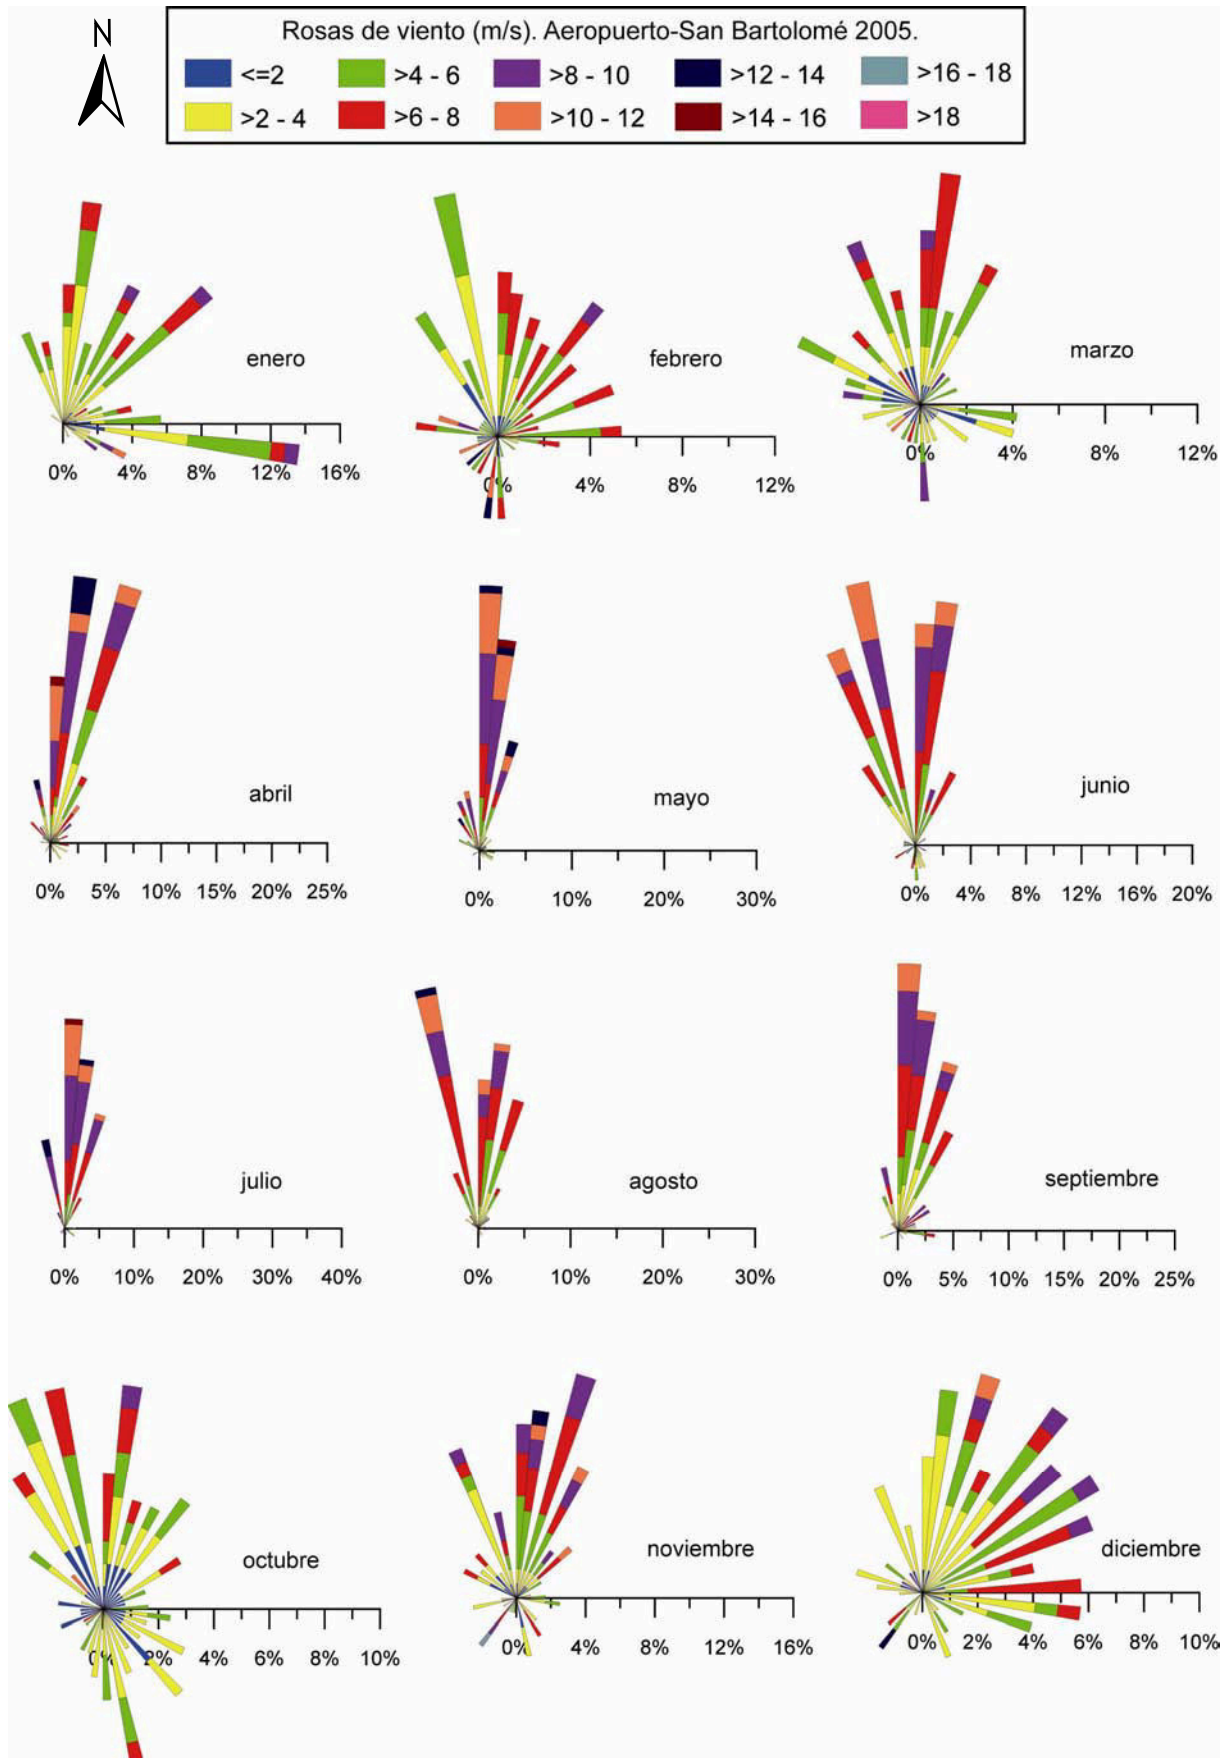 N
Rosas de viento (m/s). Aeropuerto-San Bartolomé 2005.
<=2 >4 - 6 >8 - 10 >12 - 14 >16 - 18
>2 - 4 >6 - 8 >10 - 12 >14 - 16 >18
enero febrero marzo
0% 4% 8% 12% 16% 0% 4% 8% 12% 0% 4% 8% 12%
abril mayo junio
0% 5% 10% 15% 20% 25% 0% 10% 20% 30% 0% 4% 8% 12% 16% 20%
julio agosto septiembre
0% 10% 20% 30% 40% 0% 10% 20% 30% 0% 5% 10% 15% 20% 25%
octubre noviembre diciembre
0% 2% 4% 6% 8% 10% 0% 4% 8% 12% 16% 0% 2% 4% 6% 8% 10%